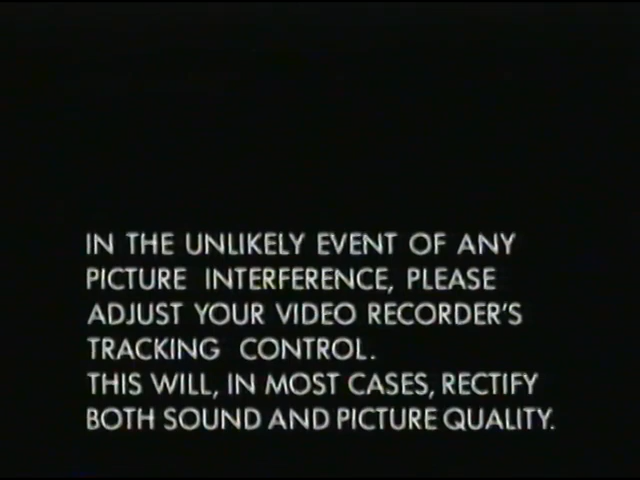 IN THE UNLIKELY EVENT OF ANY
PICTURE INTERFERENCE, PLEASE
ADJUST YOUR VIDEO RECORDER'S
TRACKING CONTROL.
THIS WILL, IN MOST CASES, RECTIFY
BOTH SOUND AND PICTURE QUALITY.